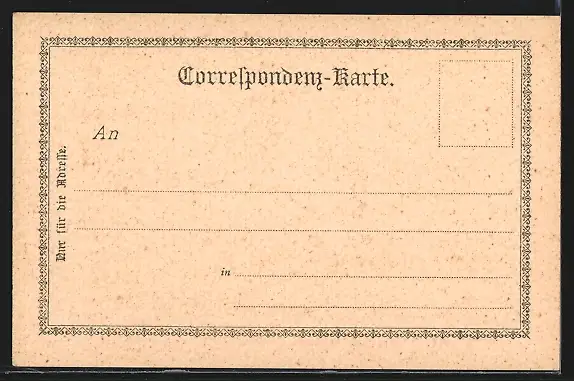 Correſpondenz-Karte.
An
Nur für die Adreſſe.
in